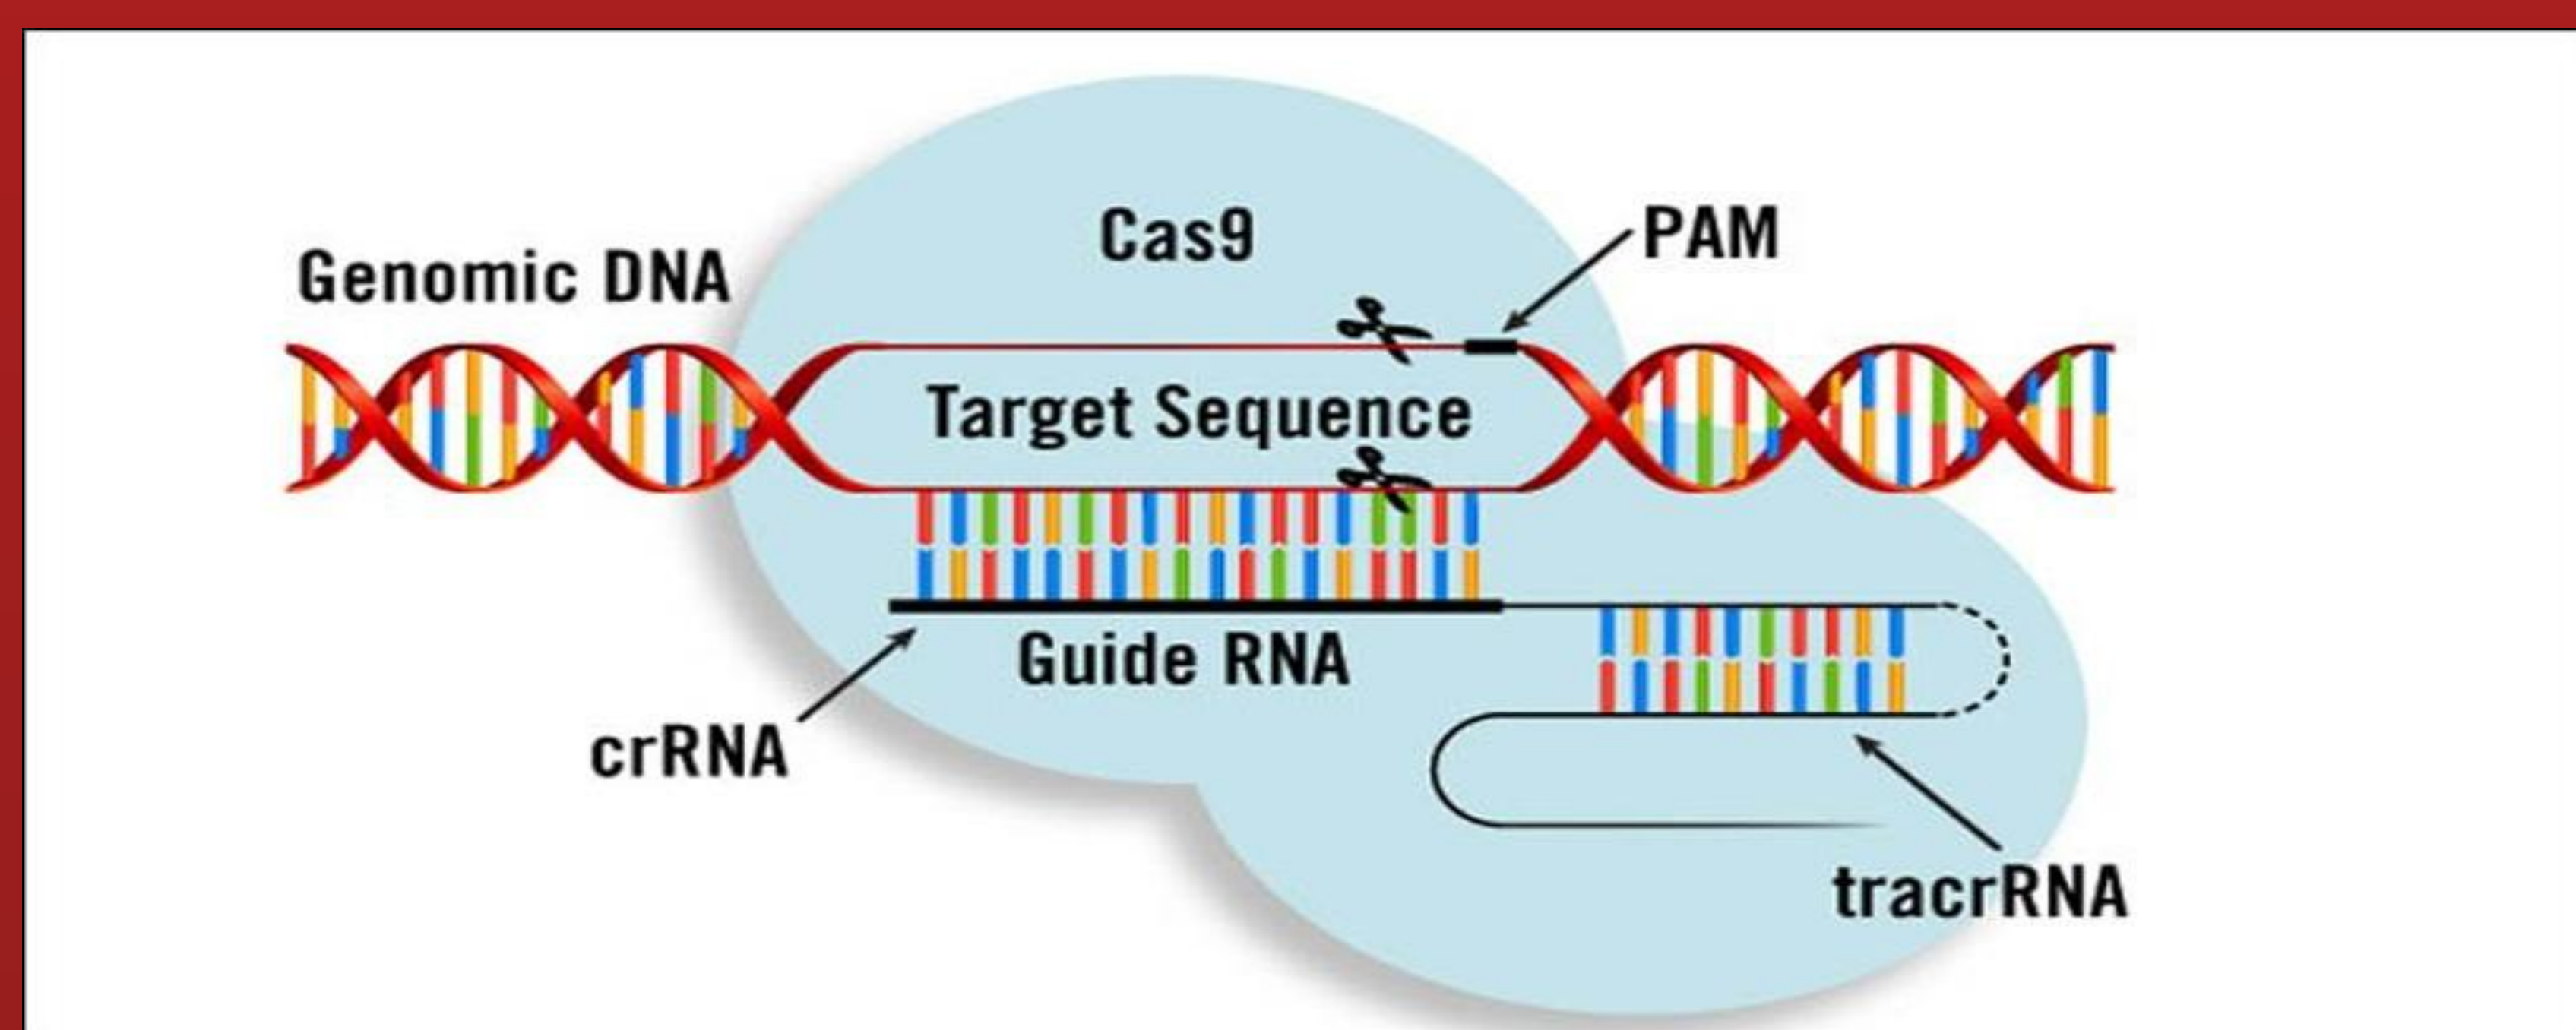 Cas9
PAM
Genomic DNA
Target Sequence
Guide RNA
crRNA
tracrRNA